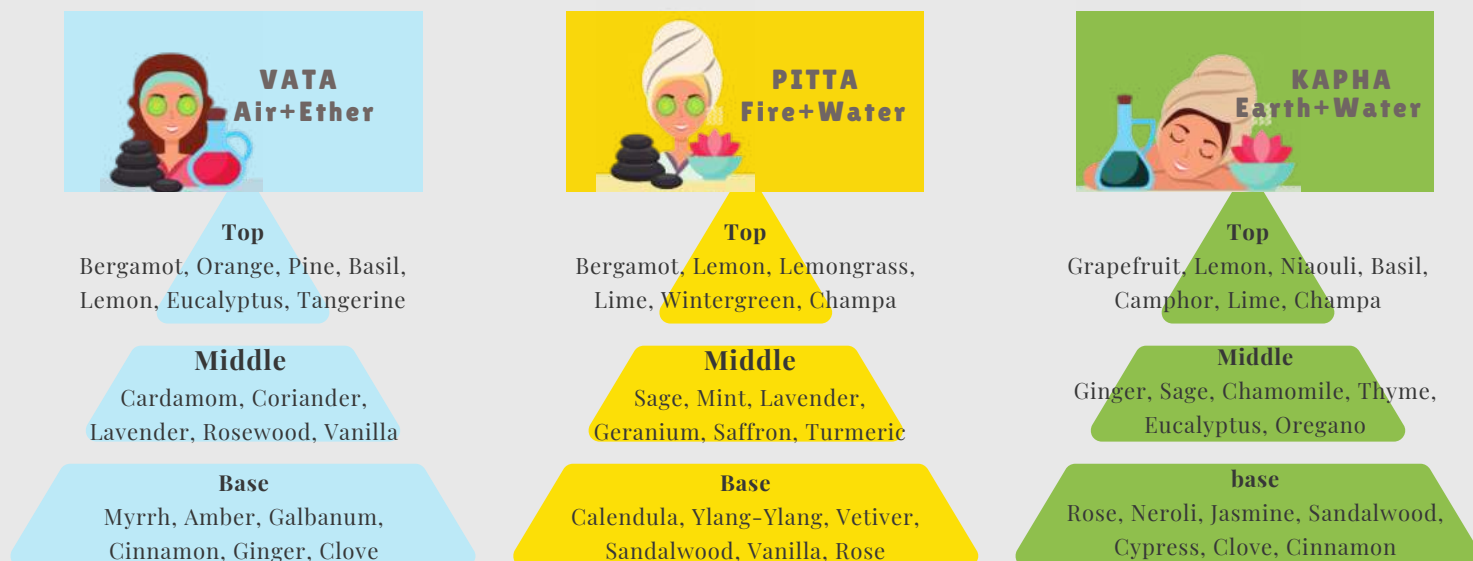 VATA
Air+Ether
Top
Bergamot, Orange, Pine, Basil,
Lemon, Eucalyptus, Tangerine
Middle
Cardamom, Coriander,
Lavender, Rosewood, Vanilla
Base
Myrrh, Amber, Galbanum,
Cinnamon, Ginger, Clove
PITTA
Fire+Water
Top
Bergamot, Lemon, Lemongrass,
Lime, Wintergreen, Champa
Middle
Sage, Mint, Lavender,
Geranium, Saffron, Turmeric
Base
Calendula, Ylang-Ylang, Vetiver,
Sandalwood, Vanilla, Rose
KAPHA
Earth+Water
Top
Grapefruit, Lemon, Niaouli, Basil,
Camphor, Lime, Champa
Middle
Ginger, Sage, Chamomile, Thyme,
Eucalyptus, Oregano
base
Rose, Neroli, Jasmine, Sandalwood,
Cypress, Clove, Cinnamon